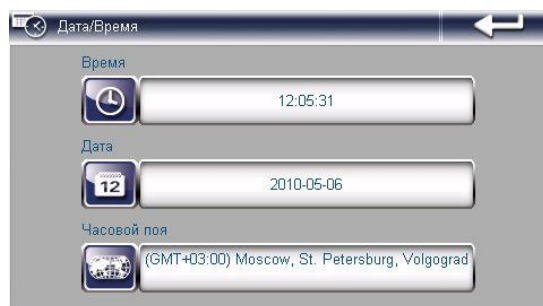 Дата/Время
Время
12:05:31
Дата
12
2010-05-06
Часовой поя
(GMT+03:00) Moscow, St. Petersburg, Volgograd